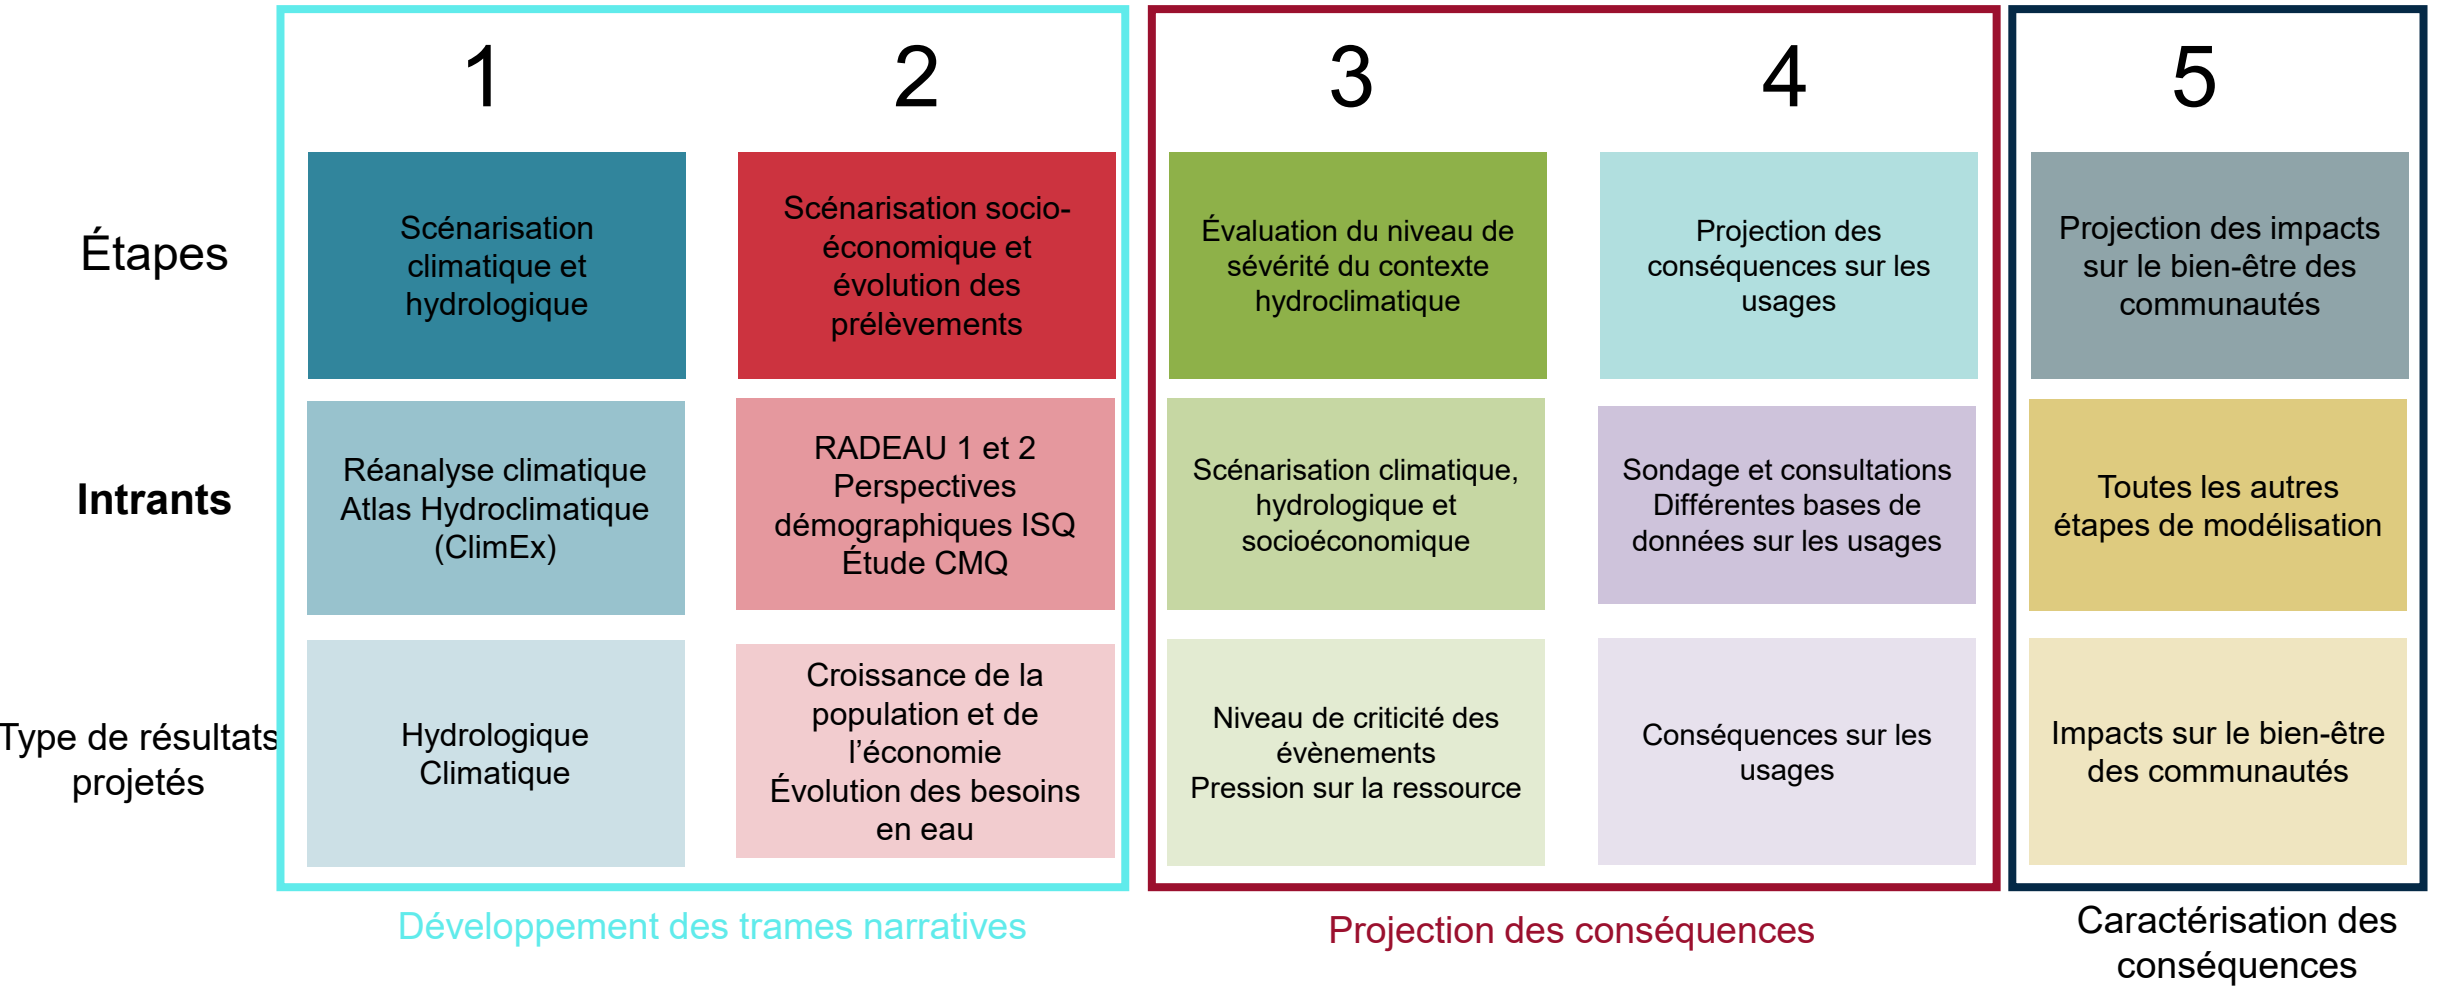 1
2
3
4
5
Étapes
Scénarisation
climatique et
hydrologique
Scénarisation socio-
économique et
évolution des
prélèvements
Évaluation du niveau de
sévérité du contexte
hydroclimatique
Projection des
conséquences sur les
usages
Projection des impacts
sur le bien-être des
communautés
Intrants
Réanalyse climatique
Atlas Hydroclimatique
(ClimEx)
RADEAU 1 et 2
Perspectives
démographiques ISQ
Étude CMQ
Scénarisation climatique,
hydrologique et
socioéconomique
Sondage et consultations
Différentes bases de
données sur les usages
Toutes les autres
étapes de modélisation
Type de résultats
projetés
Hydrologique
Climatique
Croissance de la
population et de
l’économie
Évolution des besoins
en eau
Niveau de criticité des
évènements
Pression sur la ressource
Conséquences sur les
usages
Impacts sur le bien-être
des communautés
Développement des trames narratives
Projection des conséquences
Caractérisation des
conséquences